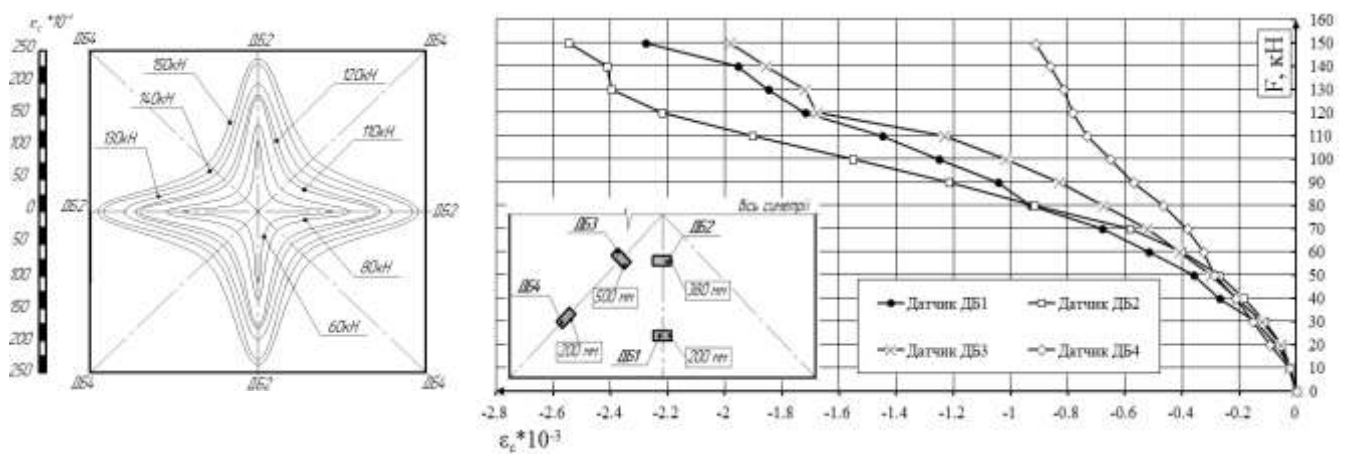 ε_c *10⁻⁵
250
200
150
100
50
0
50
100
150
200
250
ДБ4
ДБ2
ДБ4
150кН
120кН
140кН
110кН
130кН
ДБ2
ДБ2
80кН
60кН
ДБ4
ДБ2
ДБ4
160
150
140
130
120
110
100
90
80
70
60
50
40
30
20
10
0
F, кН
Вісь симетрії
ДБ3
ДБ2
500 мм
380 мм
ДБ4
200 мм
ДБ1
200 мм
Датчик ДБ1
Датчик ДБ2
Датчик ДБ3
Датчик ДБ4
-2.8
-2.6
-2.4
-2.2
-2
-1.8
-1.6
-1.4
-1.2
-1
-0.8
-0.6
-0.4
-0.2
0
ε_c*10⁻³